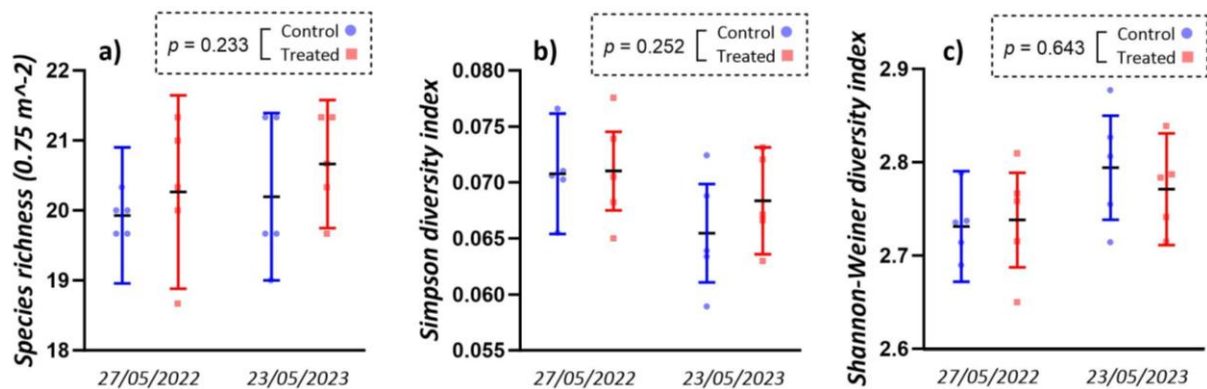 a)
p = 0.233
Control
Treated
Species richness (0.75 m^-2)
22
21
20
19
18
27/05/2022
23/05/2023
b)
p = 0.252
Control
Treated
Simpson diversity index
0.080
0.075
0.070
0.065
0.060
0.055
27/05/2022
23/05/2023
c)
p = 0.643
Control
Treated
Shannon-Weiner diversity index
2.9
2.8
2.7
2.6
27/05/2022
23/05/2023